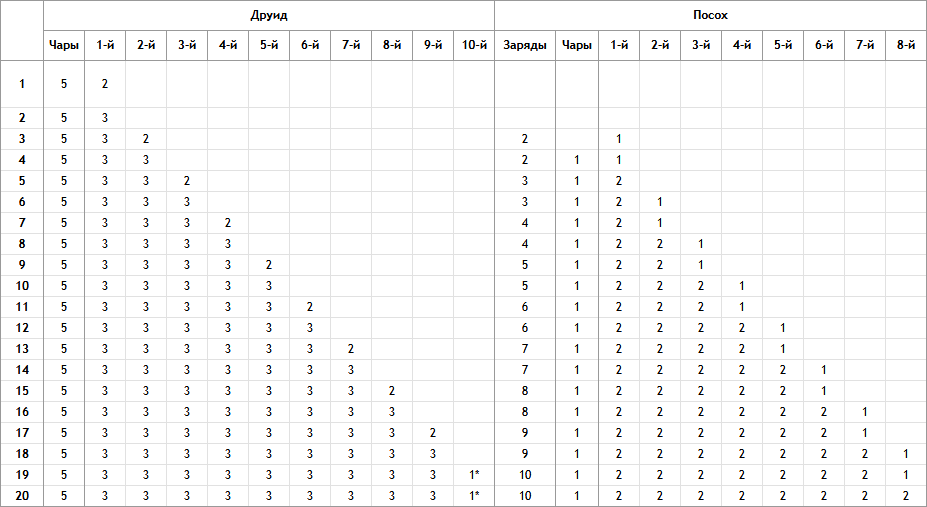 Друид Посох
Чары 1-й 2-й 3-й 4-й 5-й 6-й 7-й 8-й 9-й 10-й Заряды Чары 1-й 2-й 3-й 4-й 5-й 6-й 7-й 8-й
1 5 2
2 5 3
3 5 3 2 2 1
4 5 3 3 2 1 1
5 5 3 3 2 3 1 2
6 5 3 3 3 3 1 2 1
7 5 3 3 3 2 4 1 2 1
8 5 3 3 3 3 4 1 2 2 1
9 5 3 3 3 3 2 5 1 2 2 1
10 5 3 3 3 3 3 5 1 2 2 2 1
11 5 3 3 3 3 3 2 6 1 2 2 2 1
12 5 3 3 3 3 3 3 6 1 2 2 2 2 1
13 5 3 3 3 3 3 3 2 7 1 2 2 2 2 1
14 5 3 3 3 3 3 3 3 7 1 2 2 2 2 2 1
15 5 3 3 3 3 3 3 3 2 8 1 2 2 2 2 2 1
16 5 3 3 3 3 3 3 3 3 8 1 2 2 2 2 2 2 1
17 5 3 3 3 3 3 3 3 3 2 9 1 2 2 2 2 2 2 1
18 5 3 3 3 3 3 3 3 3 3 9 1 2 2 2 2 2 2 2 1
19 5 3 3 3 3 3 3 3 3 3 1* 10 1 2 2 2 2 2 2 2 1
20 5 3 3 3 3 3 3 3 3 3 1* 10 1 2 2 2 2 2 2 2 2